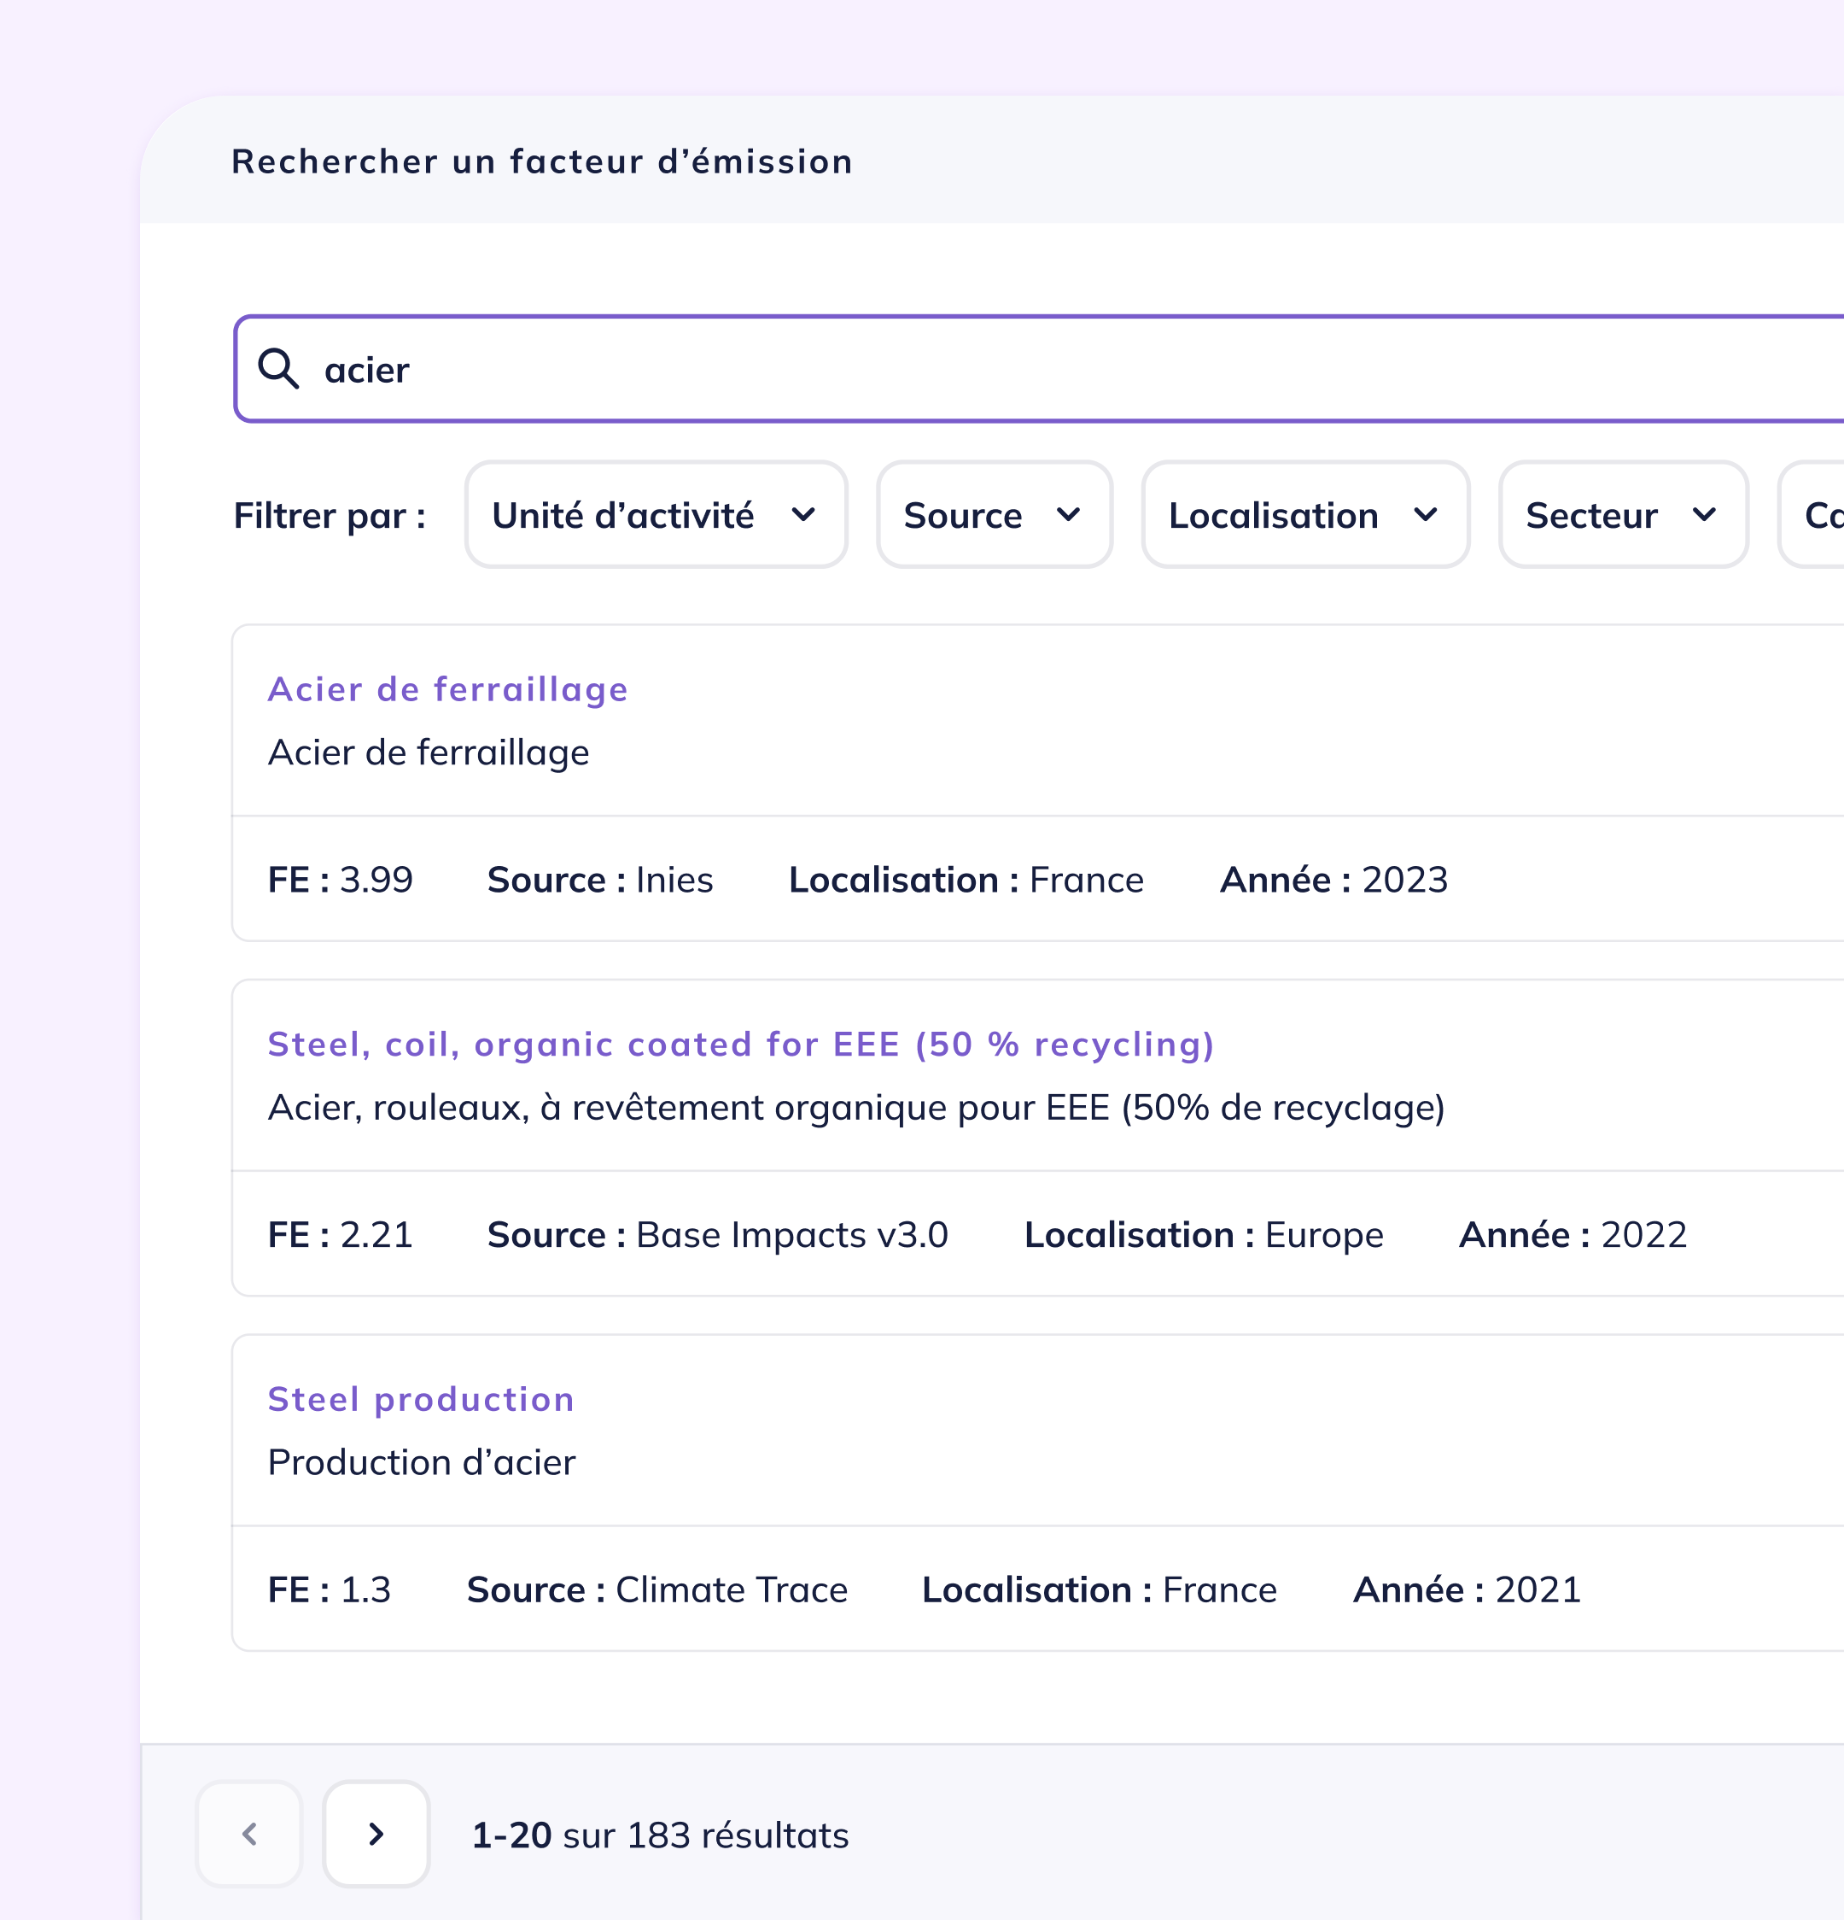 Rechercher un facteur d’émission
acier
Filtrer par : Unité d’activité Source Localisation Secteur
Acier de ferraillage
Acier de ferraillage
FE : 3.99 Source : Inies Localisation : France Année : 2023
Steel, coil, organic coated for EEE (50 % recycling)
Acier, rouleaux, à revêtement organique pour EEE (50% de recyclage)
FE : 2.21 Source : Base Impacts v3.0 Localisation : Europe Année : 2022
Steel production
Production d’acier
FE : 1.3 Source : Climate Trace Localisation : France Année : 2021
1-20 sur 183 résultats